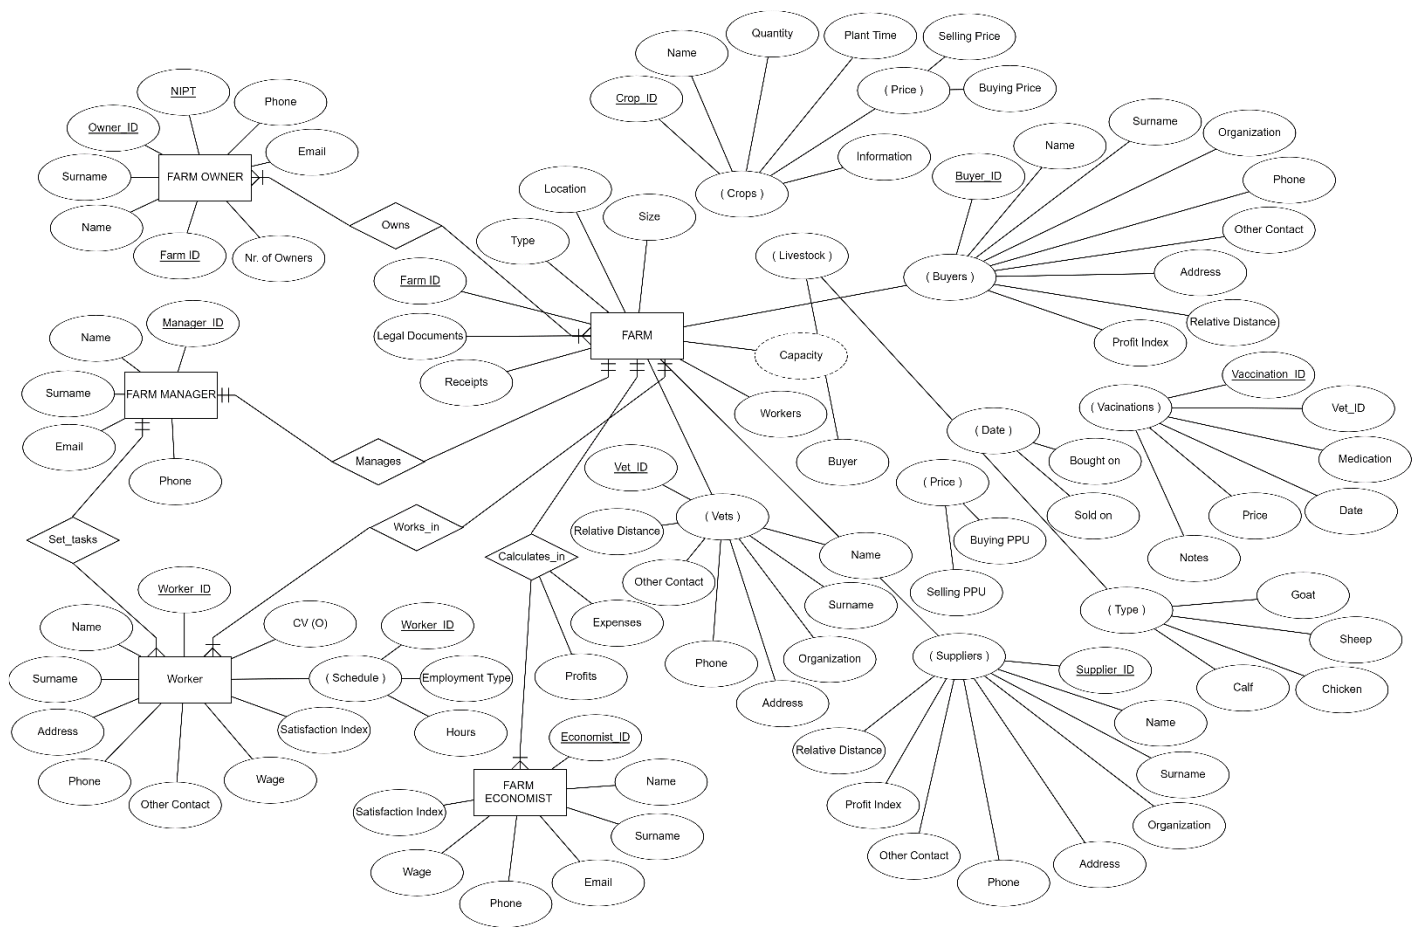 NIPT
Phone
Owner_ID
Email
Surname
FARM OWNER
Name
Farm ID
Nr. of Owners
Owns
Manager_ID
Name
Surname
FARM MANAGER
Email
Phone
Manages
Set_tasks
Works_in
Worker_ID
Name
CV (O)
Worker_ID
Surname
Worker
( Schedule )
Employment Type
Address
Satisfaction Index
Hours
Phone
Other Contact
Wage
Location
Size
Type
Farm ID
Legal Documents
FARM
Receipts
Capacity
Workers
Calculates_in
Expenses
Profits
Economist_ID
FARM
ECONOMIST
Name
Satisfaction Index
Surname
Wage
Email
Phone
Quantity
Plant Time
Selling Price
Name
( Price )
Buying Price
Crop_ID
Information
( Crops )
( Livestock )
Buyer
Surname
Organization
Name
Buyer_ID
Phone
Other Contact
( Buyers )
Address
Relative Distance
Profit Index
Vaccination_ID
( Vacinations )
Vet_ID
Medication
Date
Price
Notes
( Date )
Bought on
Sold on
( Price )
Buying PPU
Selling PPU
Vet_ID
( Vets )
Relative Distance
Name
Other Contact
Surname
Phone
Organization
Address
( Type )
Goat
Sheep
Chicken
Calf
( Suppliers )
Supplier_ID
Name
Relative Distance
Surname
Profit Index
Organization
Other Contact
Address
Phone